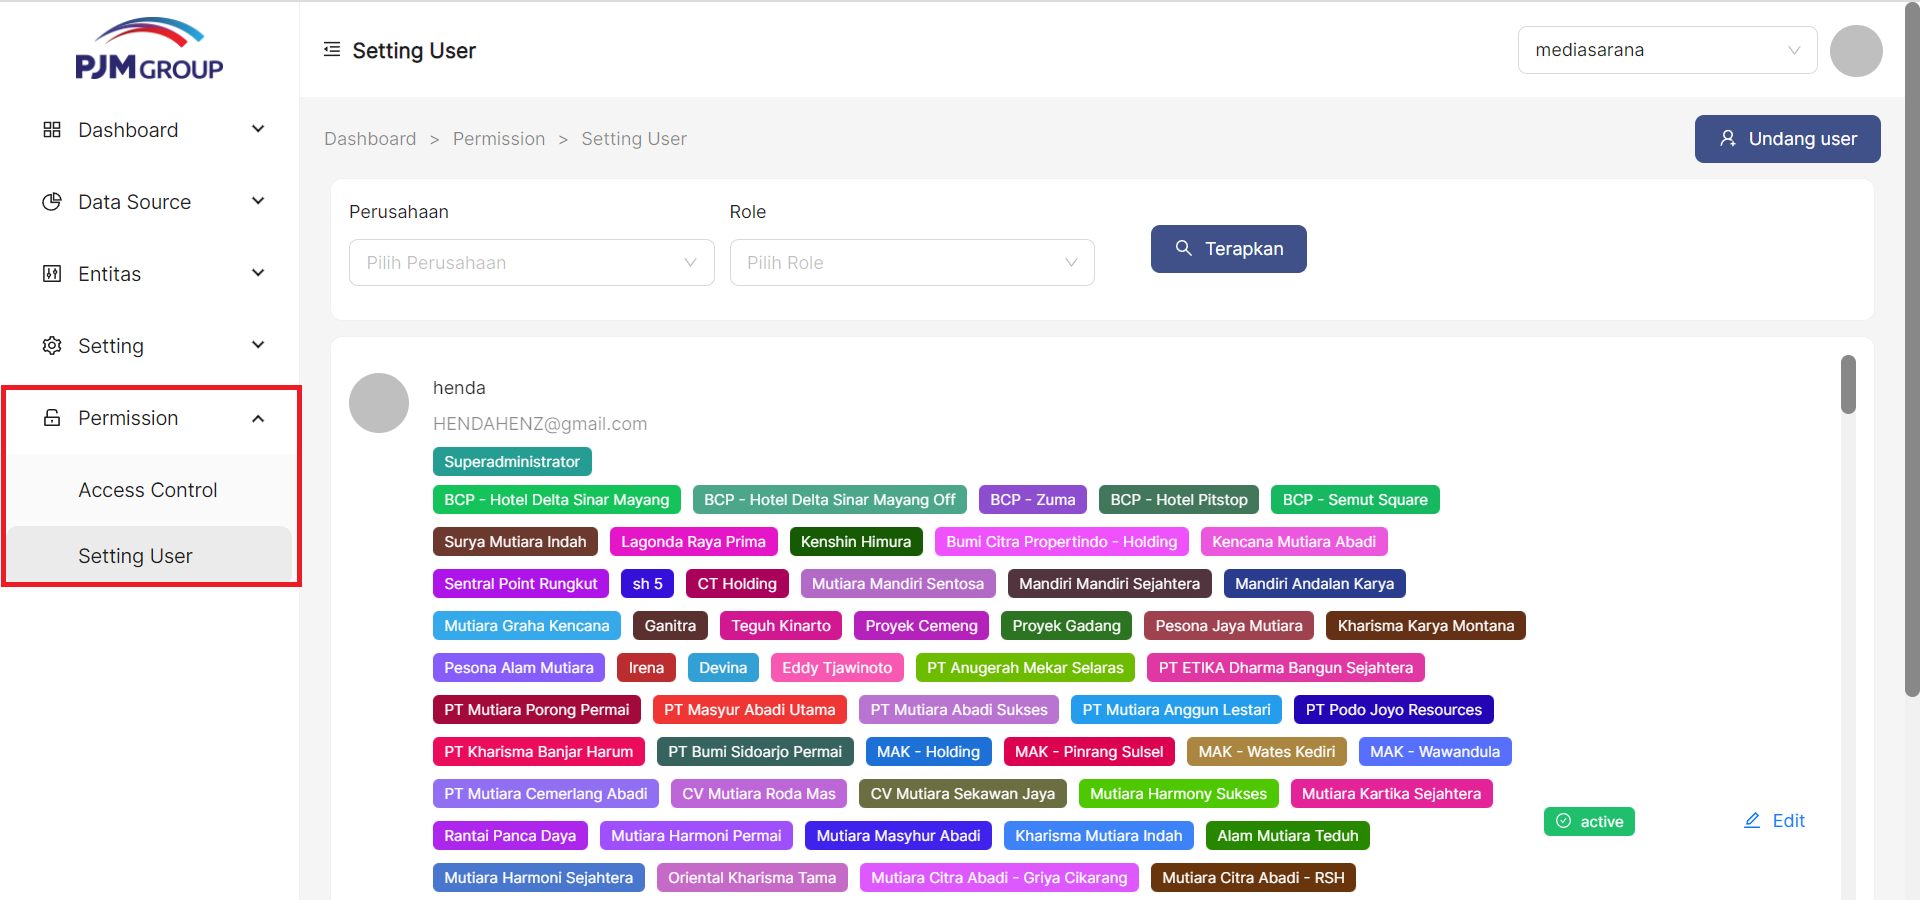 PJM GROUP
Setting User
mediasarana
Dashboard
Data Source
Entitas
Setting
Permission
Access Control
Setting User
Dashboard > Permission > Setting User
Undang user
Perusahaan
Role
Pilih Perusahaan
Pilih Role
Terapkan
henda
HENDAHENZ@gmail.com
Superadministrator
BCP - Hotel Delta Sinar Mayang BCP - Hotel Delta Sinar Mayang Off BCP - Zuma BCP - Hotel Pitstop BCP - Semut Square
Surya Mutiara Indah Lagonda Raya Prima Kenshin Himura Bumi Citra Propertindo - Holding Kencana Mutiara Abadi
Sentral Point Rungkut sh 5 CT Holding Mutiara Mandiri Sentosa Mandiri Mandiri Sejahtera Mandiri Andalan Karya
Mutiara Graha Kencana Ganitra Teguh Kinarto Proyek Cemeng Proyek Gadang Pesona Jaya Mutiara Kharisma Karya Montana
Pesona Alam Mutiara Irena Devina Eddy Tjawinoto PT Anugerah Mekar Selaras PT ETIKA Dharma Bangun Sejahtera
PT Mutiara Porong Permai PT Masyur Abadi Utama PT Mutiara Abadi Sukses PT Mutiara Anggun Lestari PT Podo Joyo Resources
PT Kharisma Banjar Harum PT Bumi Sidoarjo Permai MAK - Holding MAK - Pinrang Sulsel MAK - Wates Kediri MAK - Wawandula
PT Mutiara Cemerlang Abadi CV Mutiara Roda Mas CV Mutiara Sekawan Jaya Mutiara Harmony Sukses Mutiara Kartika Sejahtera
Rantai Panca Daya Mutiara Harmoni Permai Mutiara Masyhur Abadi Kharisma Mutiara Indah Alam Mutiara Teduh
Mutiara Harmoni Sejahtera Oriental Kharisma Tama Mutiara Citra Abadi - Griya Cikarang Mutiara Citra Abadi - RSH
active
Edit